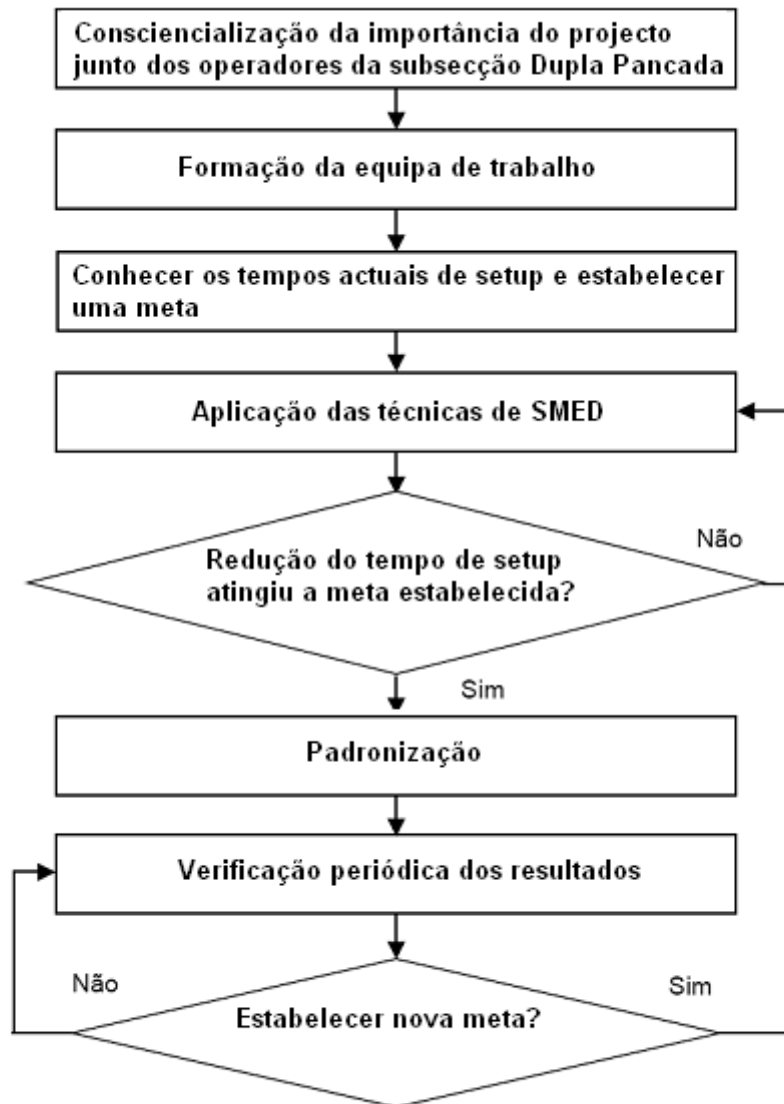 Consciencialização da importância do projecto
junto dos operadores da subsecção Dupla Pancada
Formação da equipa de trabalho
Conhecer os tempos actuais de setup e estabelecer
uma meta
Aplicação das técnicas de SMED
Não
Redução do tempo de setup
atingiu a meta estabelecida?
Sim
Padronização
Verificação periódica dos resultados
Não
Sim
Estabelecer nova meta?